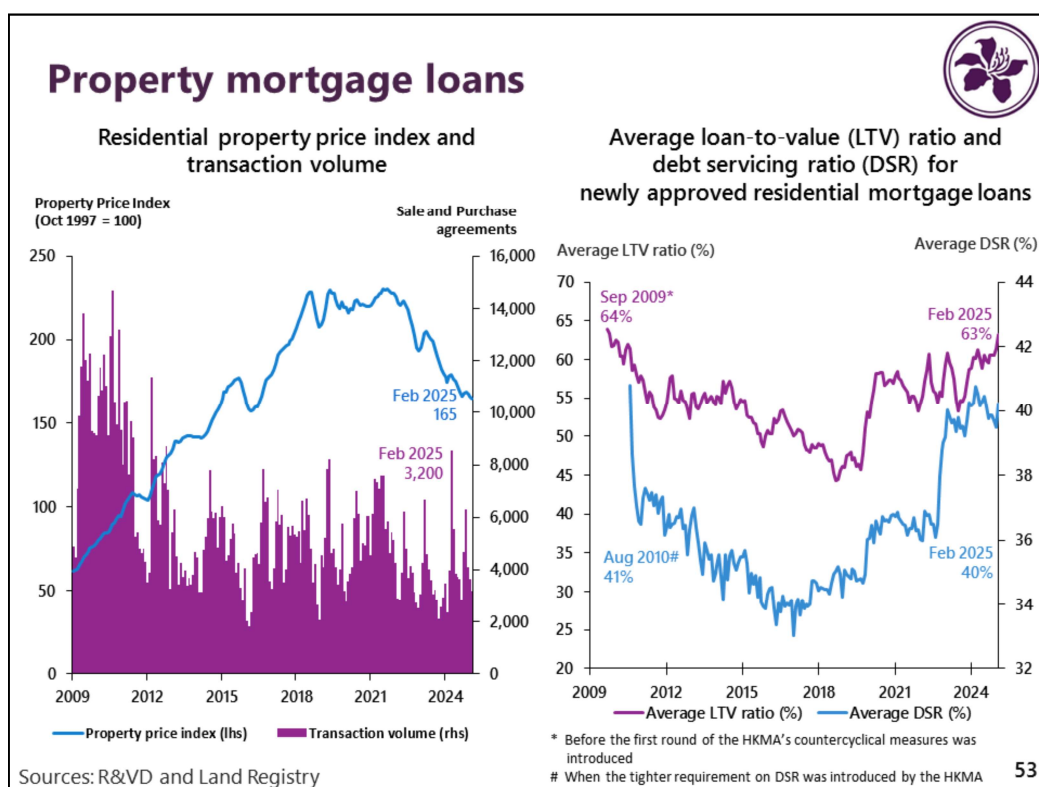 Property mortgage loans
Residential property price index and
transaction volume
Property Price Index
(Oct 1997 = 100)
Sale and Purchase
agreements
250
200
150
100
50
0
16,000
14,000
12,000
10,000
8,000
6,000
4,000
2,000
0
Feb 2025
165
Feb 2025
3,200
2009
2012
2015
2018
2021
2024
Property price index (lhs)
Transaction volume (rhs)
Sources: R&VD and Land Registry
Average loan-to-value (LTV) ratio and
debt servicing ratio (DSR) for
newly approved residential mortgage loans
Average LTV ratio (%)
Average DSR (%)
70
65
60
55
50
45
40
35
30
25
20
44
42
40
38
36
34
32
Sep 2009*
64%
Feb 2025
63%
Aug 2010#
41%
Feb 2025
40%
2009
2012
2015
2018
2021
2024
Average LTV ratio (%)
Average DSR (%)
* Before the first round of the HKMA's countercyclical measures was
introduced
# When the tighter requirement on DSR was introduced by the HKMA
53